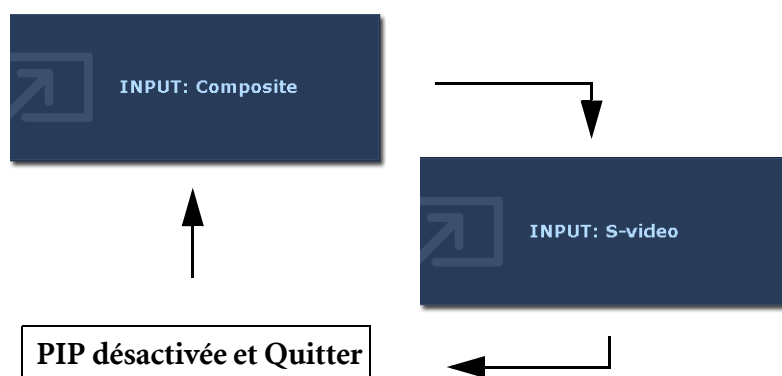 INPUT: Composite
INPUT: S-video
PIP désactivée et Quitter